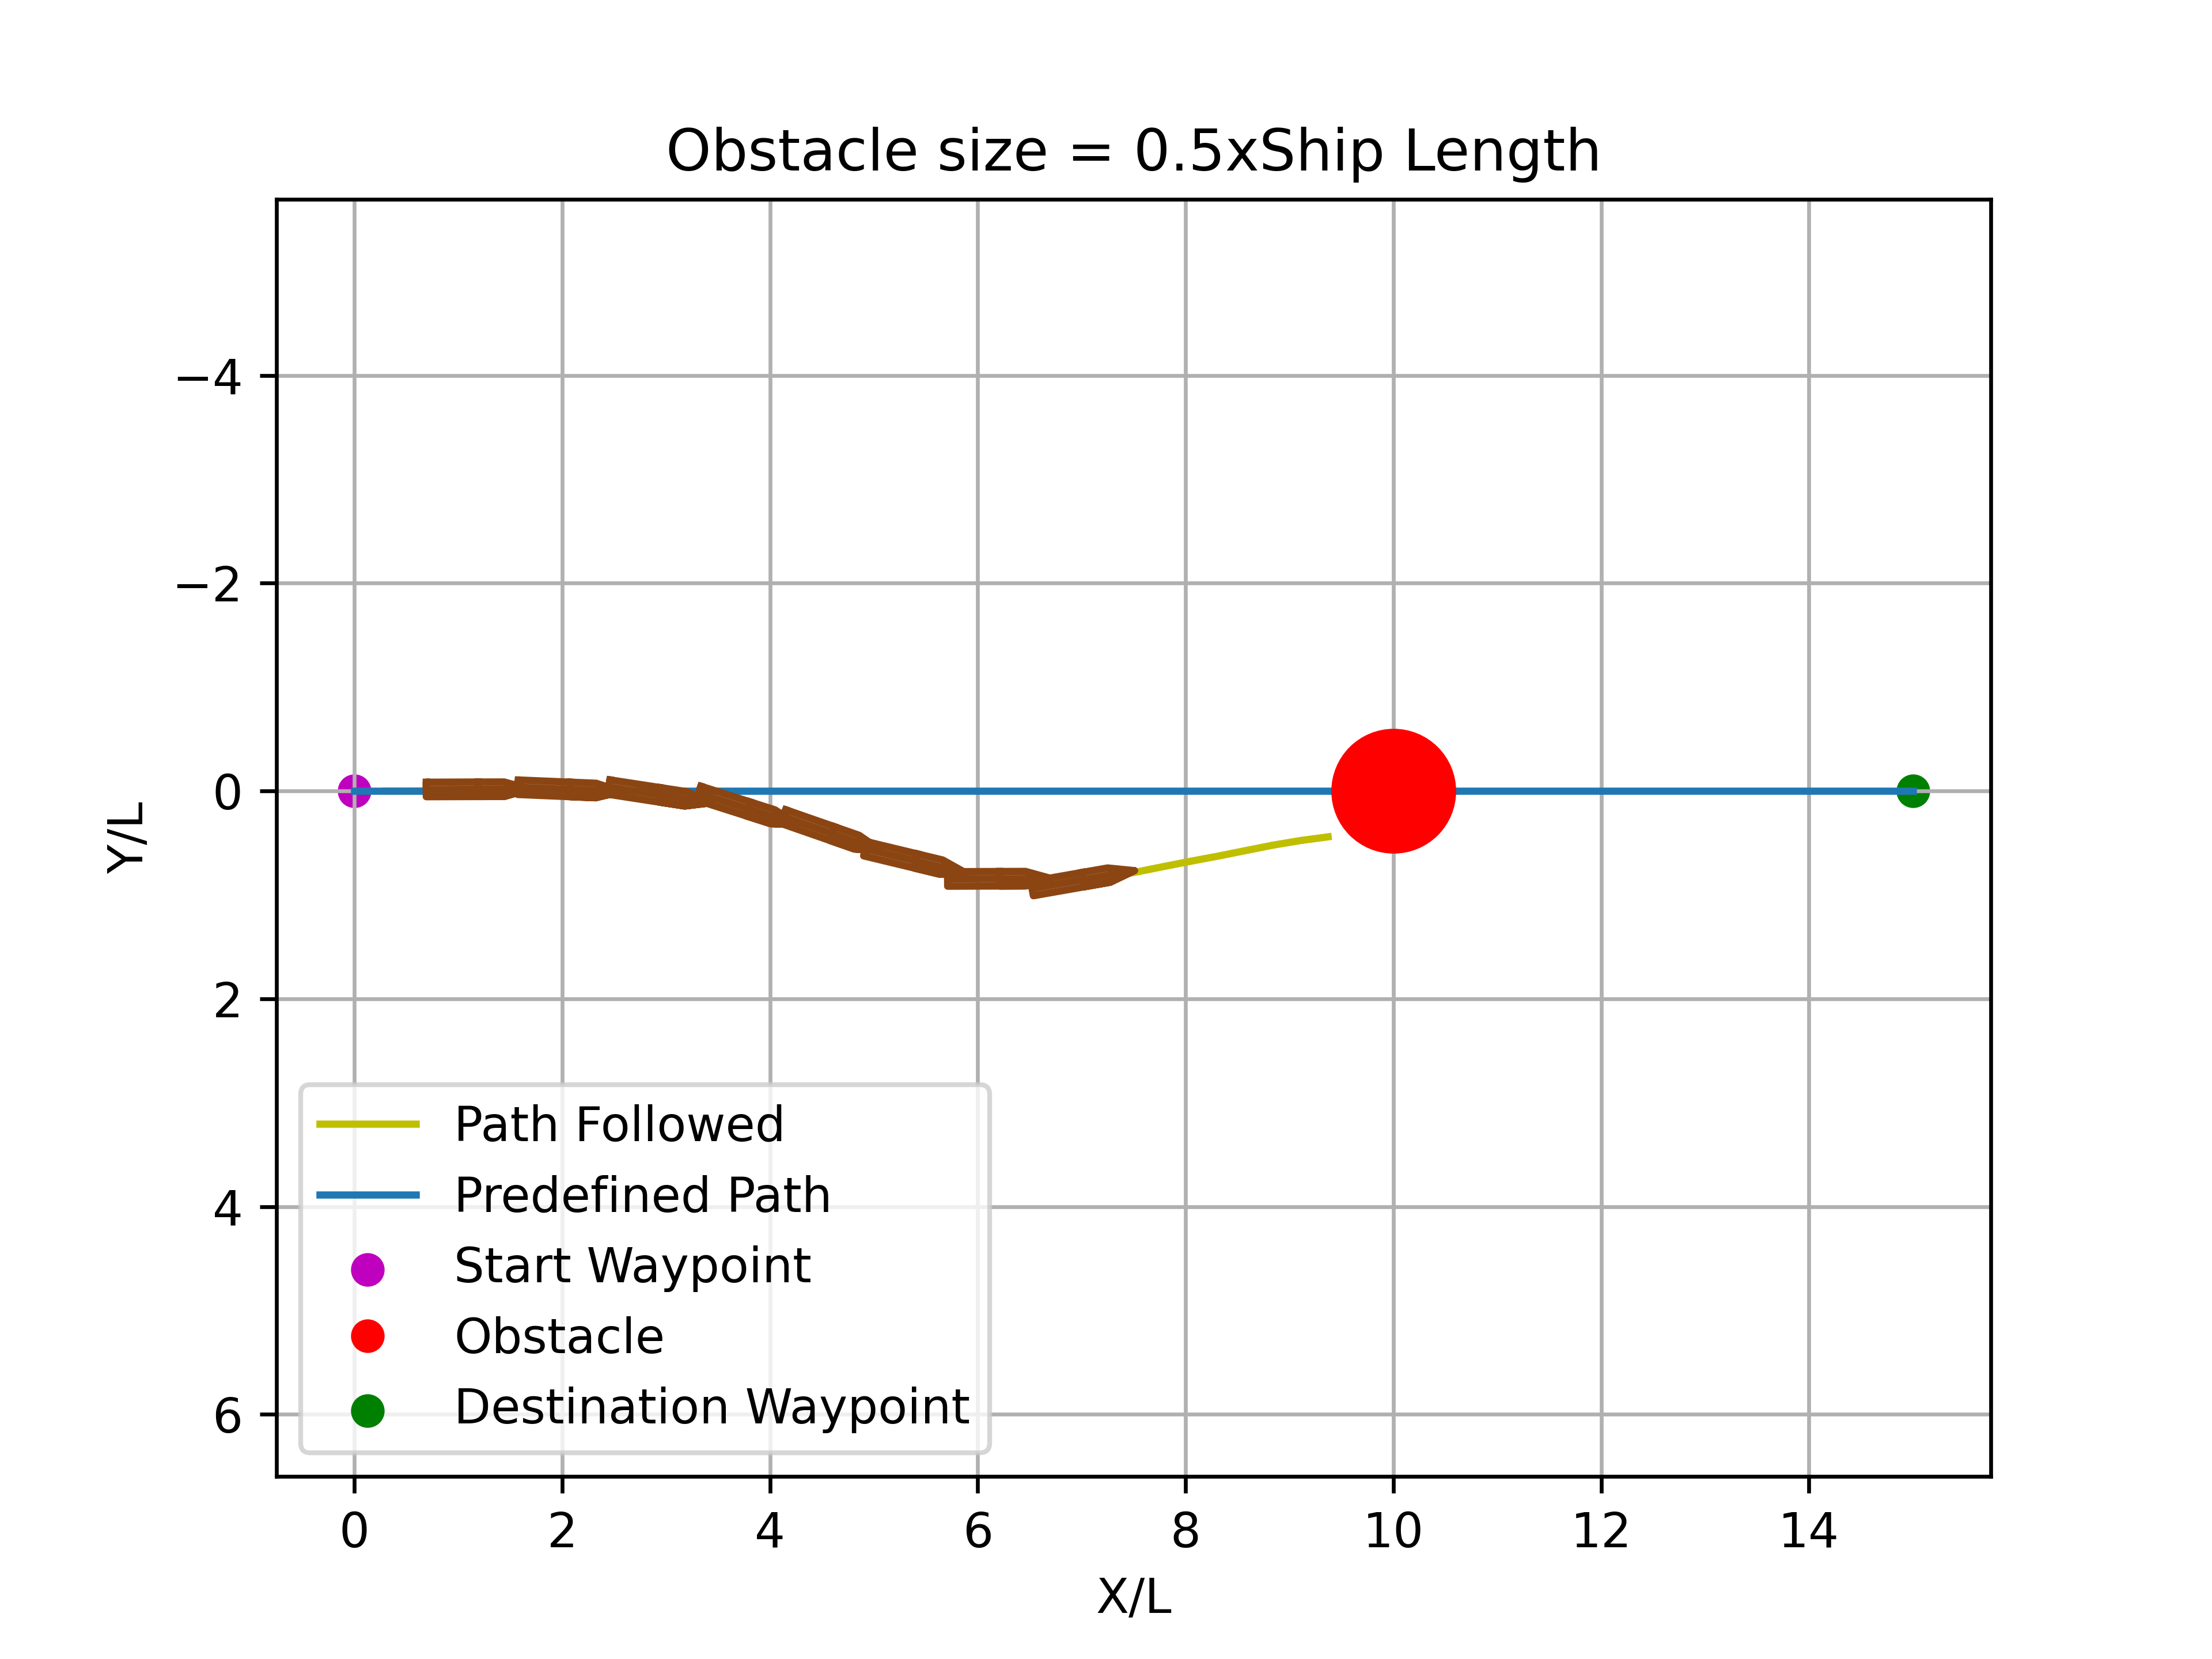 Obstacle size = 0.5xShip Length
−4
−2
0
2
4
6
Y/L
Path Followed
Predefined Path
Start Waypoint
Obstacle
Destination Waypoint
0 2 4 6 8 10 12 14
X/L